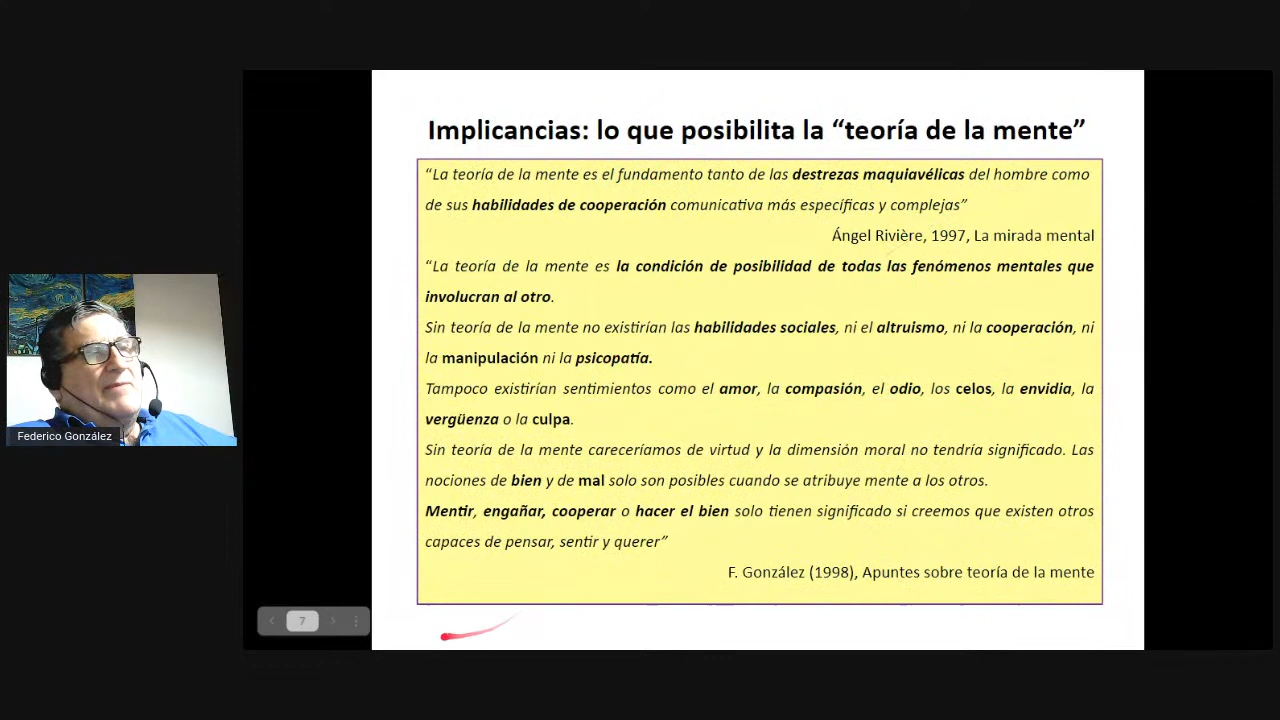 Implicancias: lo que posibilita la “teoría de la mente”
“La teoría de la mente es el fundamento tanto de las destrezas maquiavélicas del hombre como
de sus habilidades de cooperación comunicativa más específicas y complejas”
Ángel Rivière, 1997, La mirada mental
“La teoría de la mente es la condición de posibilidad de todas las fenómenos mentales que
involucran al otro.
Sin teoría de la mente no existirían las habilidades sociales, ni el altruismo, ni la cooperación, ni
la manipulación ni la psicopatía.
Tampoco existirían sentimientos como el amor, la compasión, el odio, los celos, la envidia, la
vergüenza o la culpa.
Sin teoría de la mente careceríamos de virtud y la dimensión moral no tendría significado. Las
nociones de bien y de mal solo son posibles cuando se atribuye mente a los otros.
Mentir, engañar, cooperar o hacer el bien solo tienen significado si creemos que existen otros
capaces de pensar, sentir y querer”
F. González (1998), Apuntes sobre teoría de la mente
Federico González
7